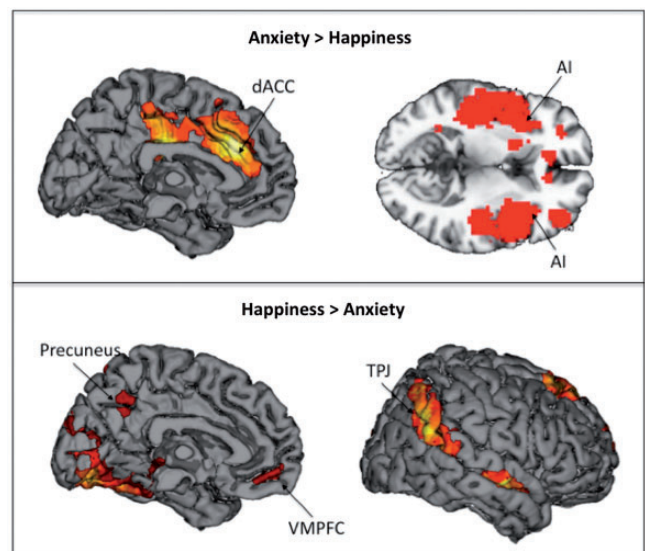 Anxiety > Happiness
dACC
AI
AI
Happiness > Anxiety
Precuneus
TPJ
VMPFC